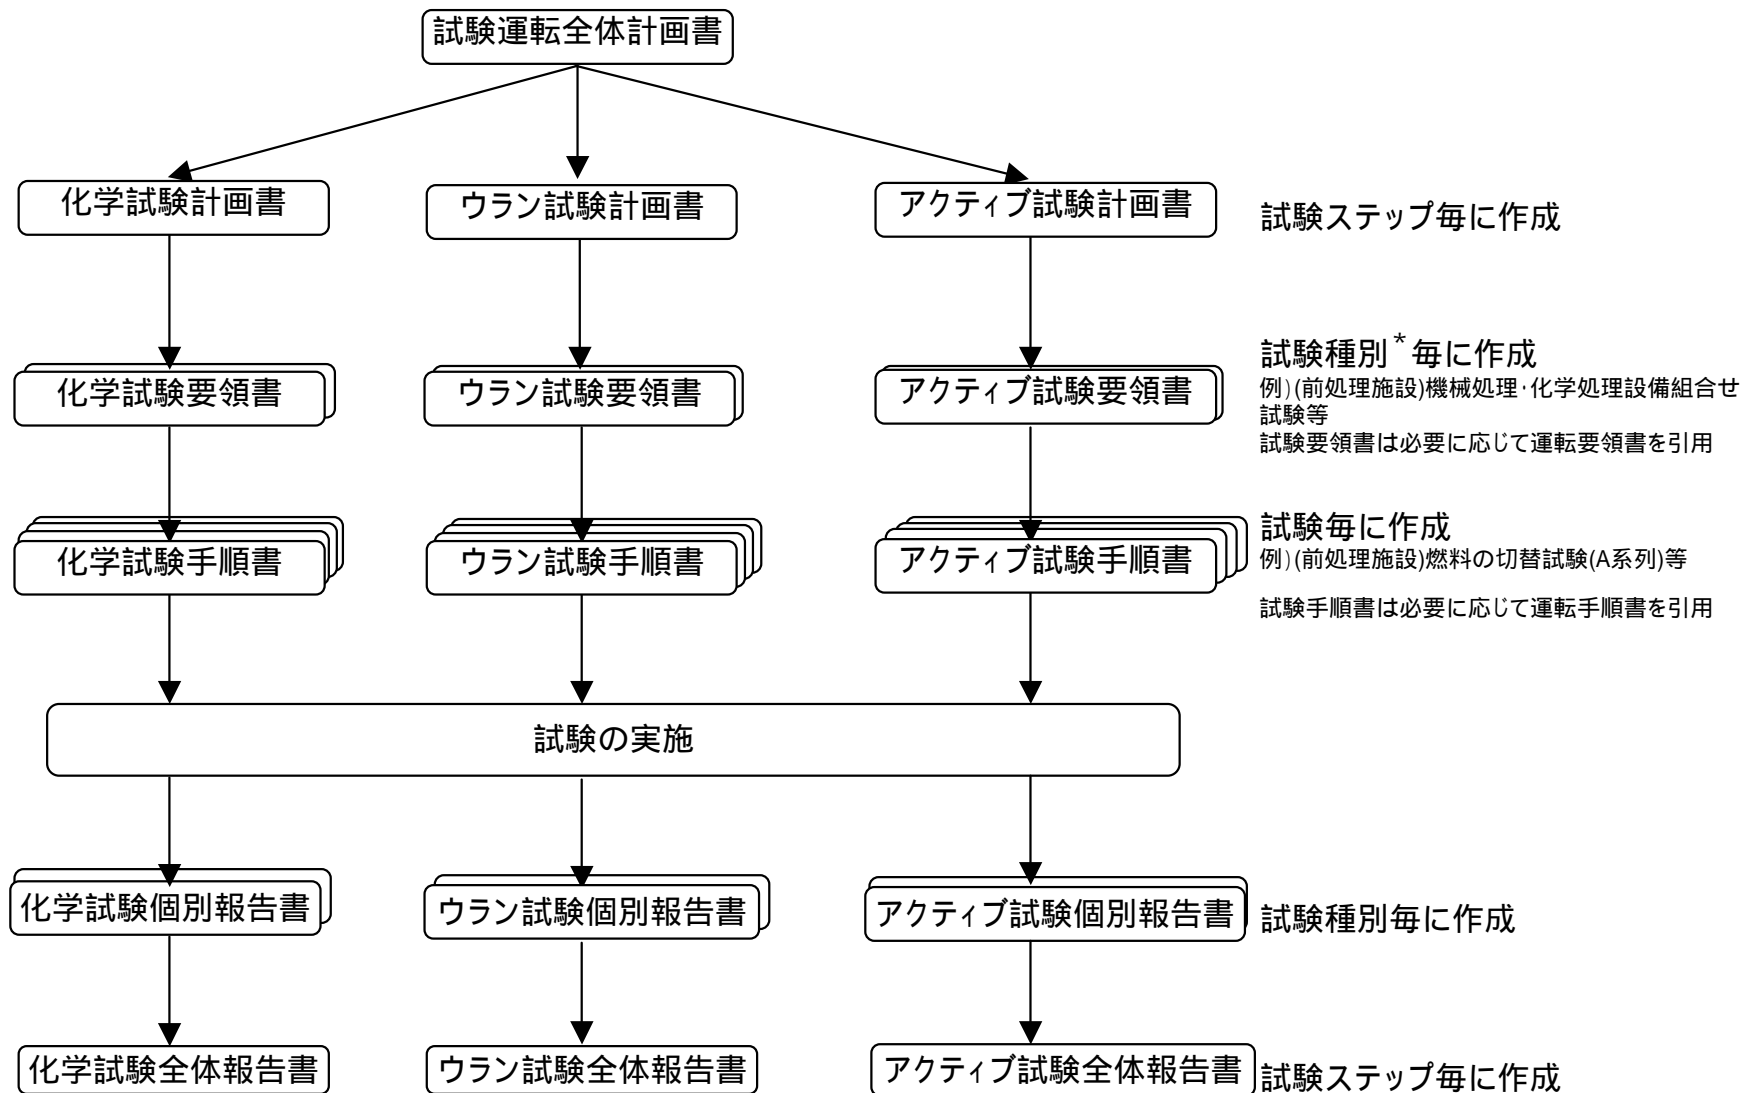 試験運転全体計画書
化学試験計画書
ウラン試験計画書
アクティブ試験計画書
試験ステップ毎に作成
化学試験要領書
ウラン試験要領書
アクティブ試験要領書
試験種別*毎に作成
例)(前処理施設)機械処理・化学処理設備組合せ
試験等
試験要領書は必要に応じて運転要領書を引用
化学試験手順書
ウラン試験手順書
アクティブ試験手順書
試験毎に作成
例)(前処理施設)燃料の切替試験(A系列)等
試験手順書は必要に応じて運転手順書を引用
試験の実施
化学試験個別報告書
ウラン試験個別報告書
アクティブ試験個別報告書
試験種別毎に作成
化学試験全体報告書
ウラン試験全体報告書
アクティブ試験全体報告書
試験ステップ毎に作成